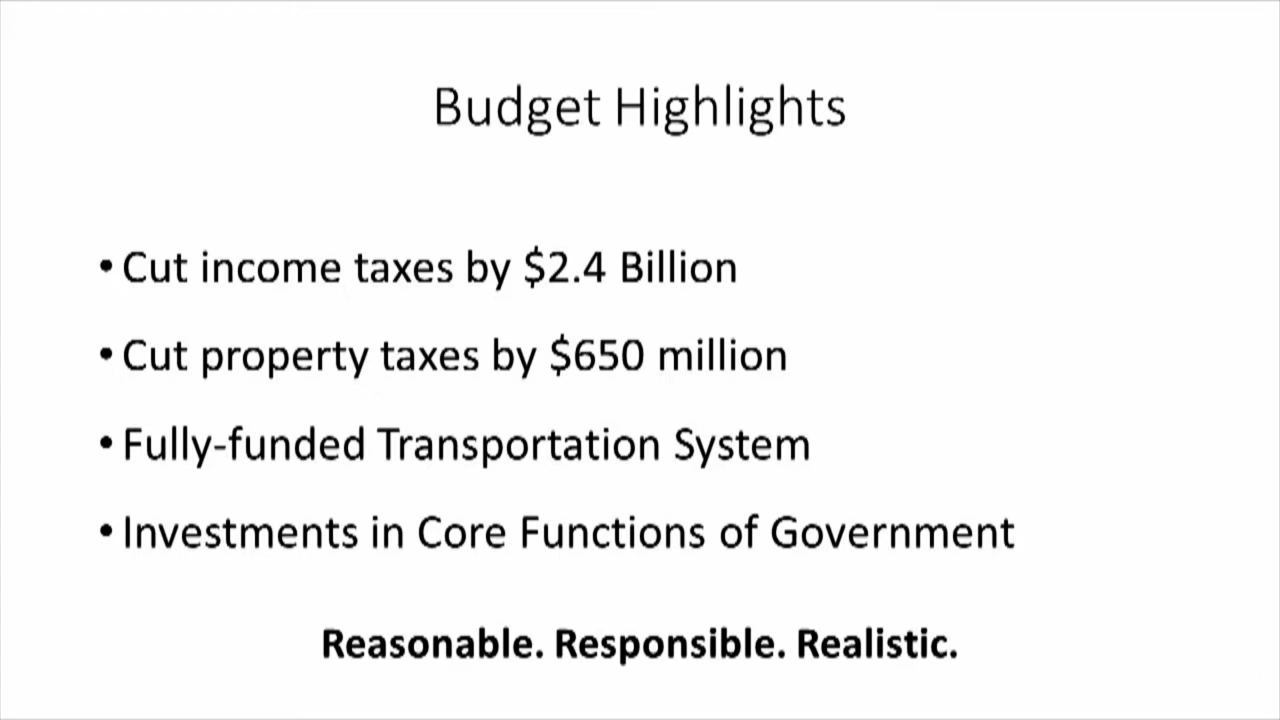 Budget Highlights
• Cut income taxes by $2.4 Billion
• Cut property taxes by $650 million
• Fully-funded Transportation System
• Investments in Core Functions of Government
Reasonable. Responsible. Realistic.